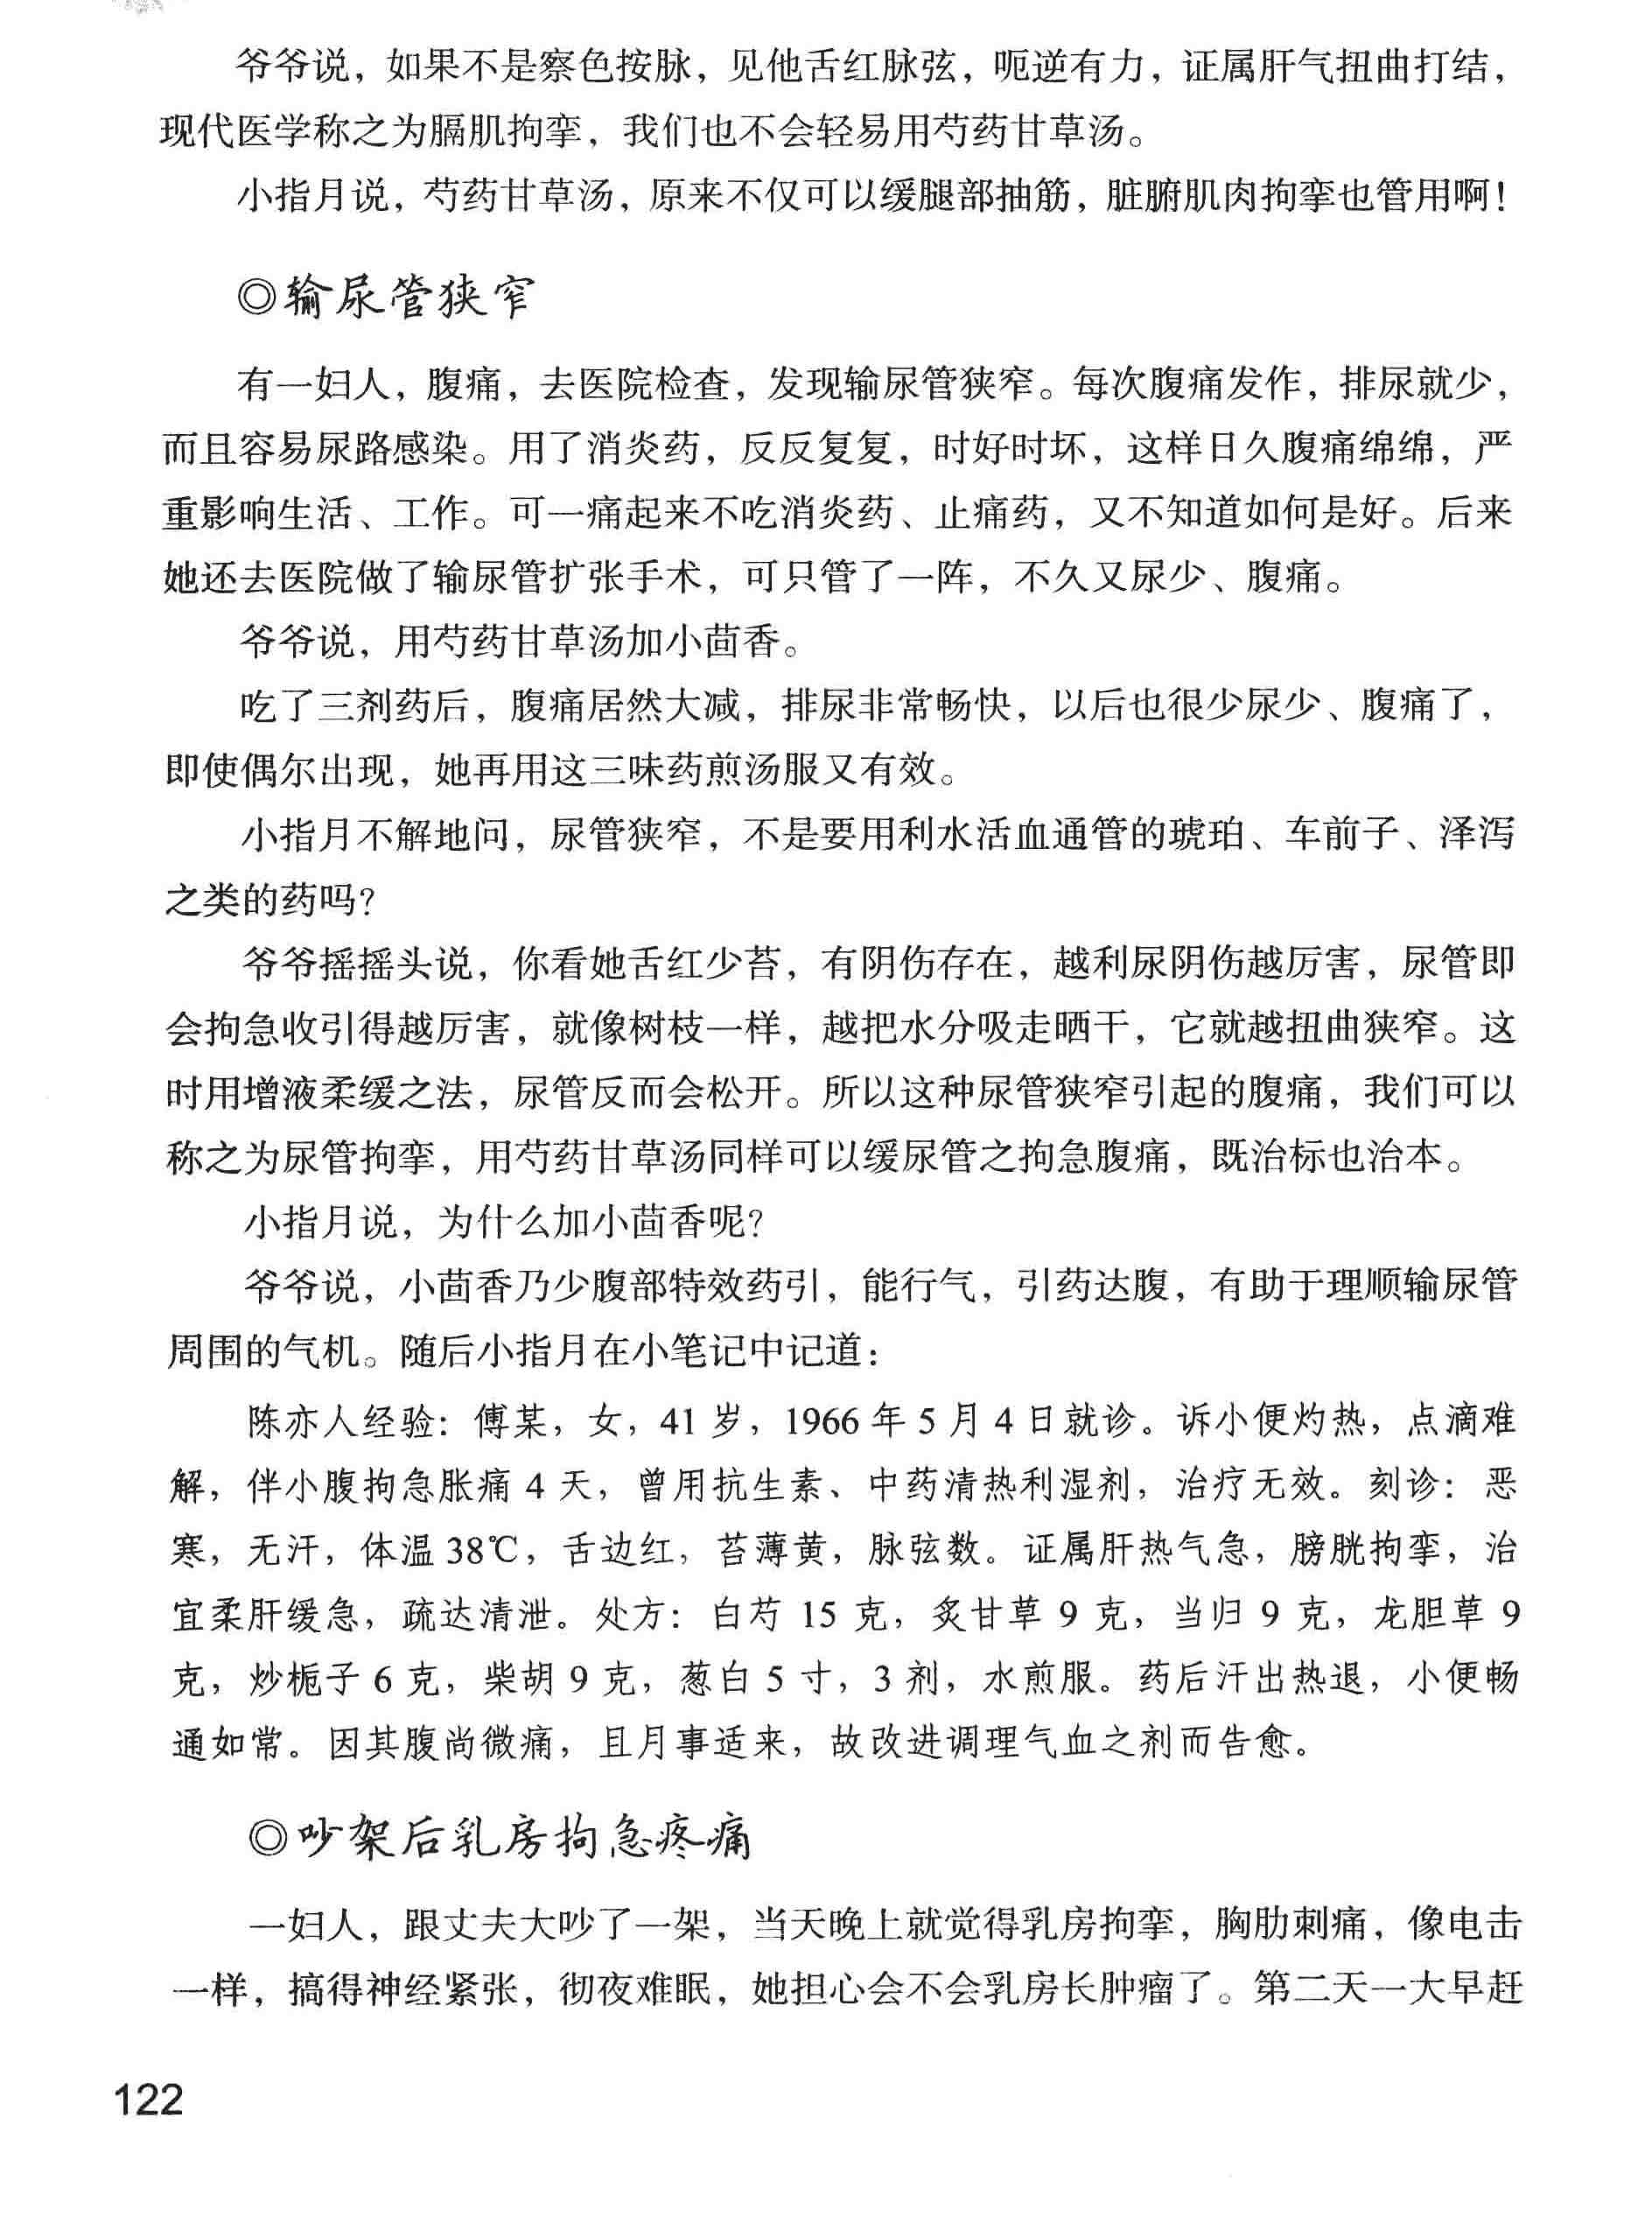 爷爷说，如果不是察色按脉，见他舌红脉弦，呃逆有力，证属肝气扭曲打结，
现代医学称之为膈肌拘挛，我们也不会轻易用芍药甘草汤。
小指月说，芍药甘草汤，原来不仅可以缓腿部抽筋，脏腑肌肉拘挛也管用啊！
◎输尿管狭窄
有一妇人，腹痛，去医院检查，发现输尿管狭窄。每次腹痛发作，排尿就少，
而且容易尿路感染。用了消炎药，反反复复，时好时坏，这样日久腹痛绵绵，严
重影响生活、工作。可一痛起来不吃消炎药、止痛药，又不知道如何是好。后来
她还去医院做了输尿管扩张手术，可只管了一阵，不久又尿少、腹痛。
爷爷说，用芍药甘草汤加小茴香。
吃了三剂药后，腹痛居然大减，排尿非常畅快，以后也很少尿少、腹痛了，
即使偶尔出现，她再用这三味药煎汤服又有效。
小指月不解地问，尿管狭窄，不是要用利水活血通管的琥珀、车前子、泽泻
之类的药吗？
爷爷摇摇头说，你看她舌红少苔，有阴伤存在，越利尿阴伤越厉害，尿管即
会拘急收引得越厉害，就像树枝一样，越把水分吸走晒干，它就越扭曲狭窄。这
时用增液柔缓之法，尿管反而会松开。所以这种尿管狭窄引起的腹痛，我们可以
称之为尿管拘挛，用芍药甘草汤同样可以缓尿管之拘急腹痛，既治标也治本。
小指月说，为什么加小茴香呢？
爷爷说，小茴香乃少腹部特效药引，能行气，引药达腹，有助于理顺输尿管
周围的气机。随后小指月在小笔记中记道：
陈亦人经验：傅某，女，41 岁，1966 年 5 月 4 日就诊。诉小便灼热，点滴难
解，伴小腹拘急胀痛 4 天，曾用抗生素、中药清热利湿剂，治疗无效。刻诊：恶
寒，无汗，体温 38℃，舌边红，苔薄黄，脉弦数。证属肝热气急，膀胱拘挛，治
宜柔肝缓急，疏达清泄。处方：白芍 15 克，炙甘草 9 克，当归 9 克，龙胆草 9
克，炒栀子 6 克，柴胡 9 克，葱白 5 寸，3 剂，水煎服。药后汗出热退，小便畅
通如常。因其腹尚微痛，且月事适来，故改进调理气血之剂而告愈。
◎吵架后乳房拘急疼痛
一妇人，跟丈夫大吵了一架，当天晚上就觉得乳房拘挛，胸肋刺痛，像电击
一样，搞得神经紧张，彻夜难眠，她担心会不会乳房长肿瘤了。第二天一大早赶
122